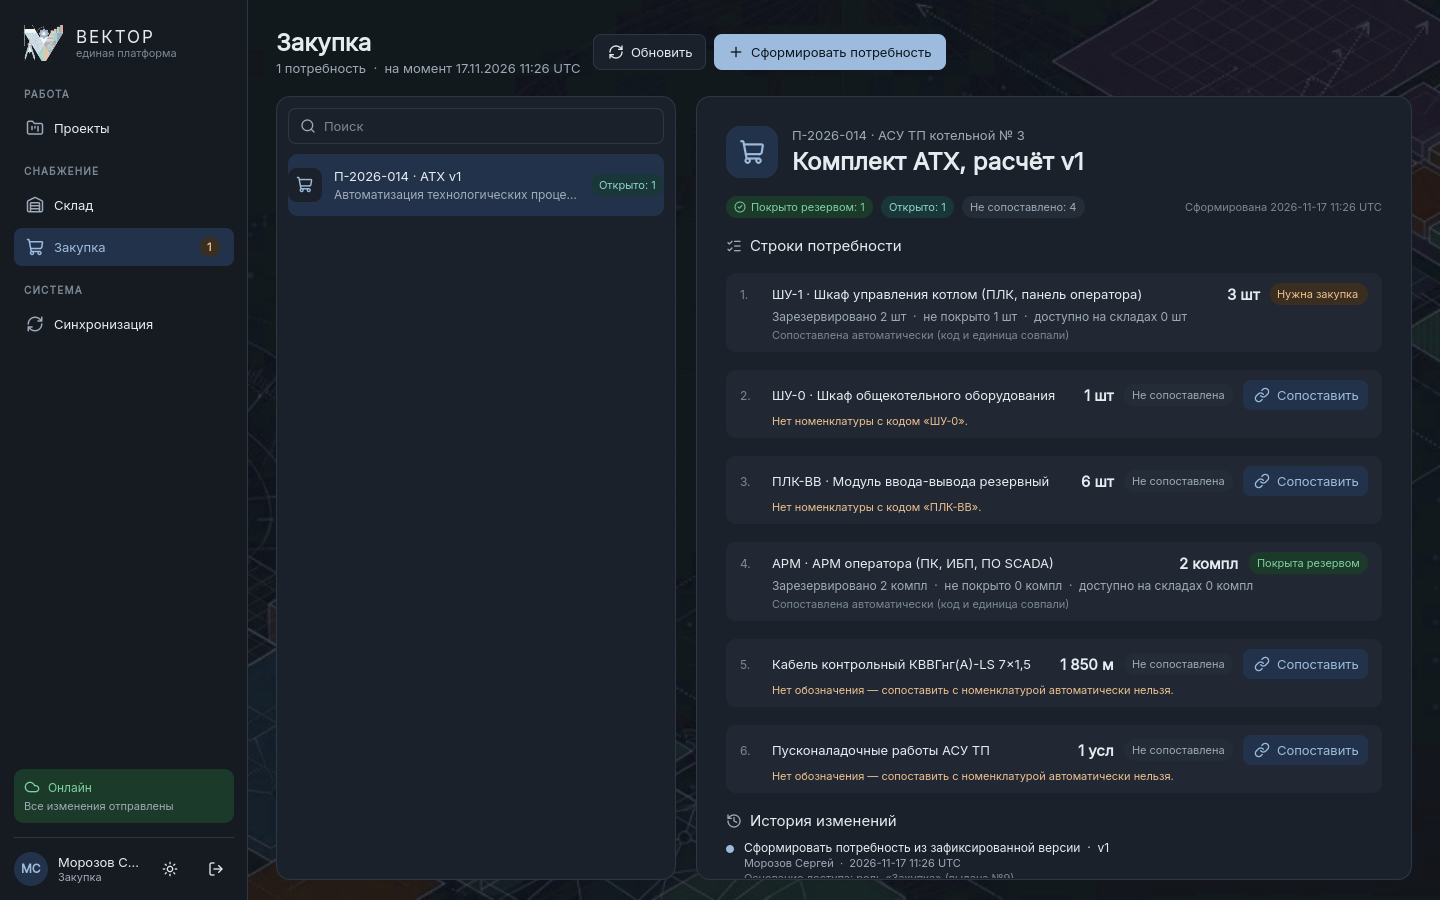 ВЕКТОР
единая платформа
РАБОТА
Проекты
СНАБЖЕНИЕ
Склад
Закупка 1
СИСТЕМА
Синхронизация
Онлайн
Все изменения отправлены
МС
Морозов С...
Закупка
Закупка
1 потребность · на момент 17.11.2026 11:26 UTC
Обновить
Сформировать потребность
Поиск
П-2026-014 · АТХ v1
Автоматизация технологических проце...
Открыто: 1
П-2026-014 · АСУ ТП котельной № 3
Комплект АТХ, расчёт v1
Покрыто резервом: 1 Открыто: 1 Не сопоставлено: 4 Сформирована 2026-11-17 11:26 UTC
Строки потребности
1. ШУ-1 · Шкаф управления котлом (ПЛК, панель оператора) 3 шт Нужна закупка
Зарезервировано 2 шт · не покрыто 1 шт · доступно на складах 0 шт
Сопоставлена автоматически (код и единица совпали)
2. ШУ-0 · Шкаф общекотельного оборудования 1 шт Не сопоставлена Сопоставить
Нет номенклатуры с кодом «ШУ-0».
3. ПЛК-ВВ · Модуль ввода-вывода резервный 6 шт Не сопоставлена Сопоставить
Нет номенклатуры с кодом «ПЛК-ВВ».
4. АРМ · АРМ оператора (ПК, ИБП, ПО SCADA) 2 компл Покрыта резервом
Зарезервировано 2 компл · не покрыто 0 компл · доступно на складах 0 компл
Сопоставлена автоматически (код и единица совпали)
5. Кабель контрольный КВВГнг(А)-LS 7×1,5 1 850 м Не сопоставлена Сопоставить
Нет обозначения — сопоставить с номенклатурой автоматически нельзя.
6. Пусконаладочные работы АСУ ТП 1 усл Не сопоставлена Сопоставить
Нет обозначения — сопоставить с номенклатурой автоматически нельзя.
История изменений
Сформировать потребность из зафиксированной версии · v1
Морозов Сергей · 2026-11-17 11:26 UTC
Основание доступа: роль «Закупка» (выдача №9)